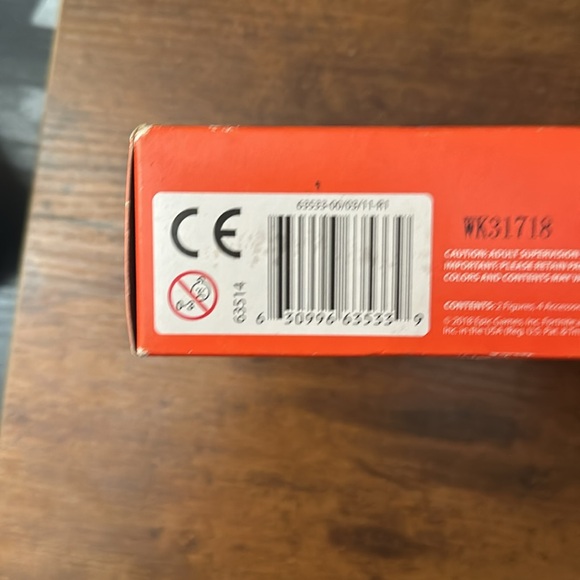 1
63533-00/03/11-R1
CE
0-3
63514
6 30996 63533 9
WK31718
CAUTION: ADULT SUPERVISION
IMPORTANT: PLEASE RETAIN
COLORS AND CONTENTS MAY
CONTENTS: 2 Figures, 4
© 2018 Epic Games, Inc. Fortnite
Inc. in the USA (Reg. U.S. Pat. &